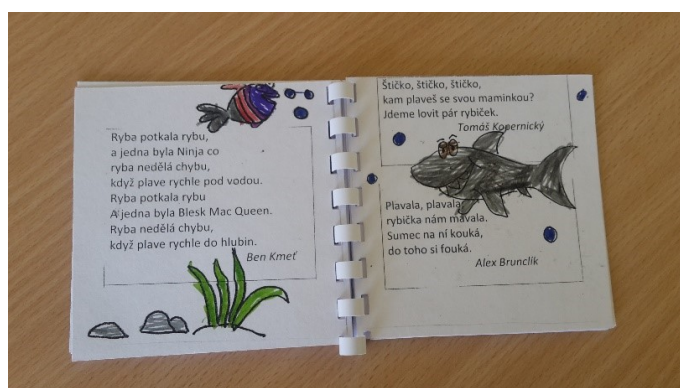 Ryba potkala rybu,
a jedna byla Ninja co
ryba nedělá chybu,
když plave rychle pod vodou.
Ryba potkala rybu
A jedna byla Blesk Mac Queen.
Ryba nedělá chybu,
když plave rychle do hlubin.
Ben Kmeť
Štičko, štičko, štičko,
kam plaveš se svou maminkou?
Jdeme lovit pár rybiček.
Tomáš Kopernický
Plavala, plavala
rybička nám mávala.
Sumec na ní kouká,
do toho si fouká.
Alex Brunclík